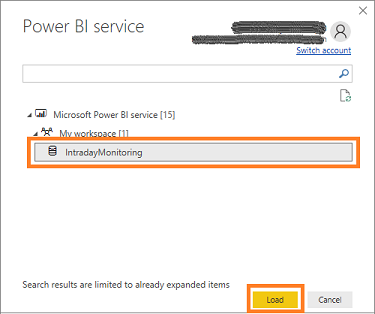 Power BI service
Switch account
Microsoft Power BI service [15]
My workspace [1]
IntradayMonitoring
Search results are limited to already expanded items
Load
Cancel